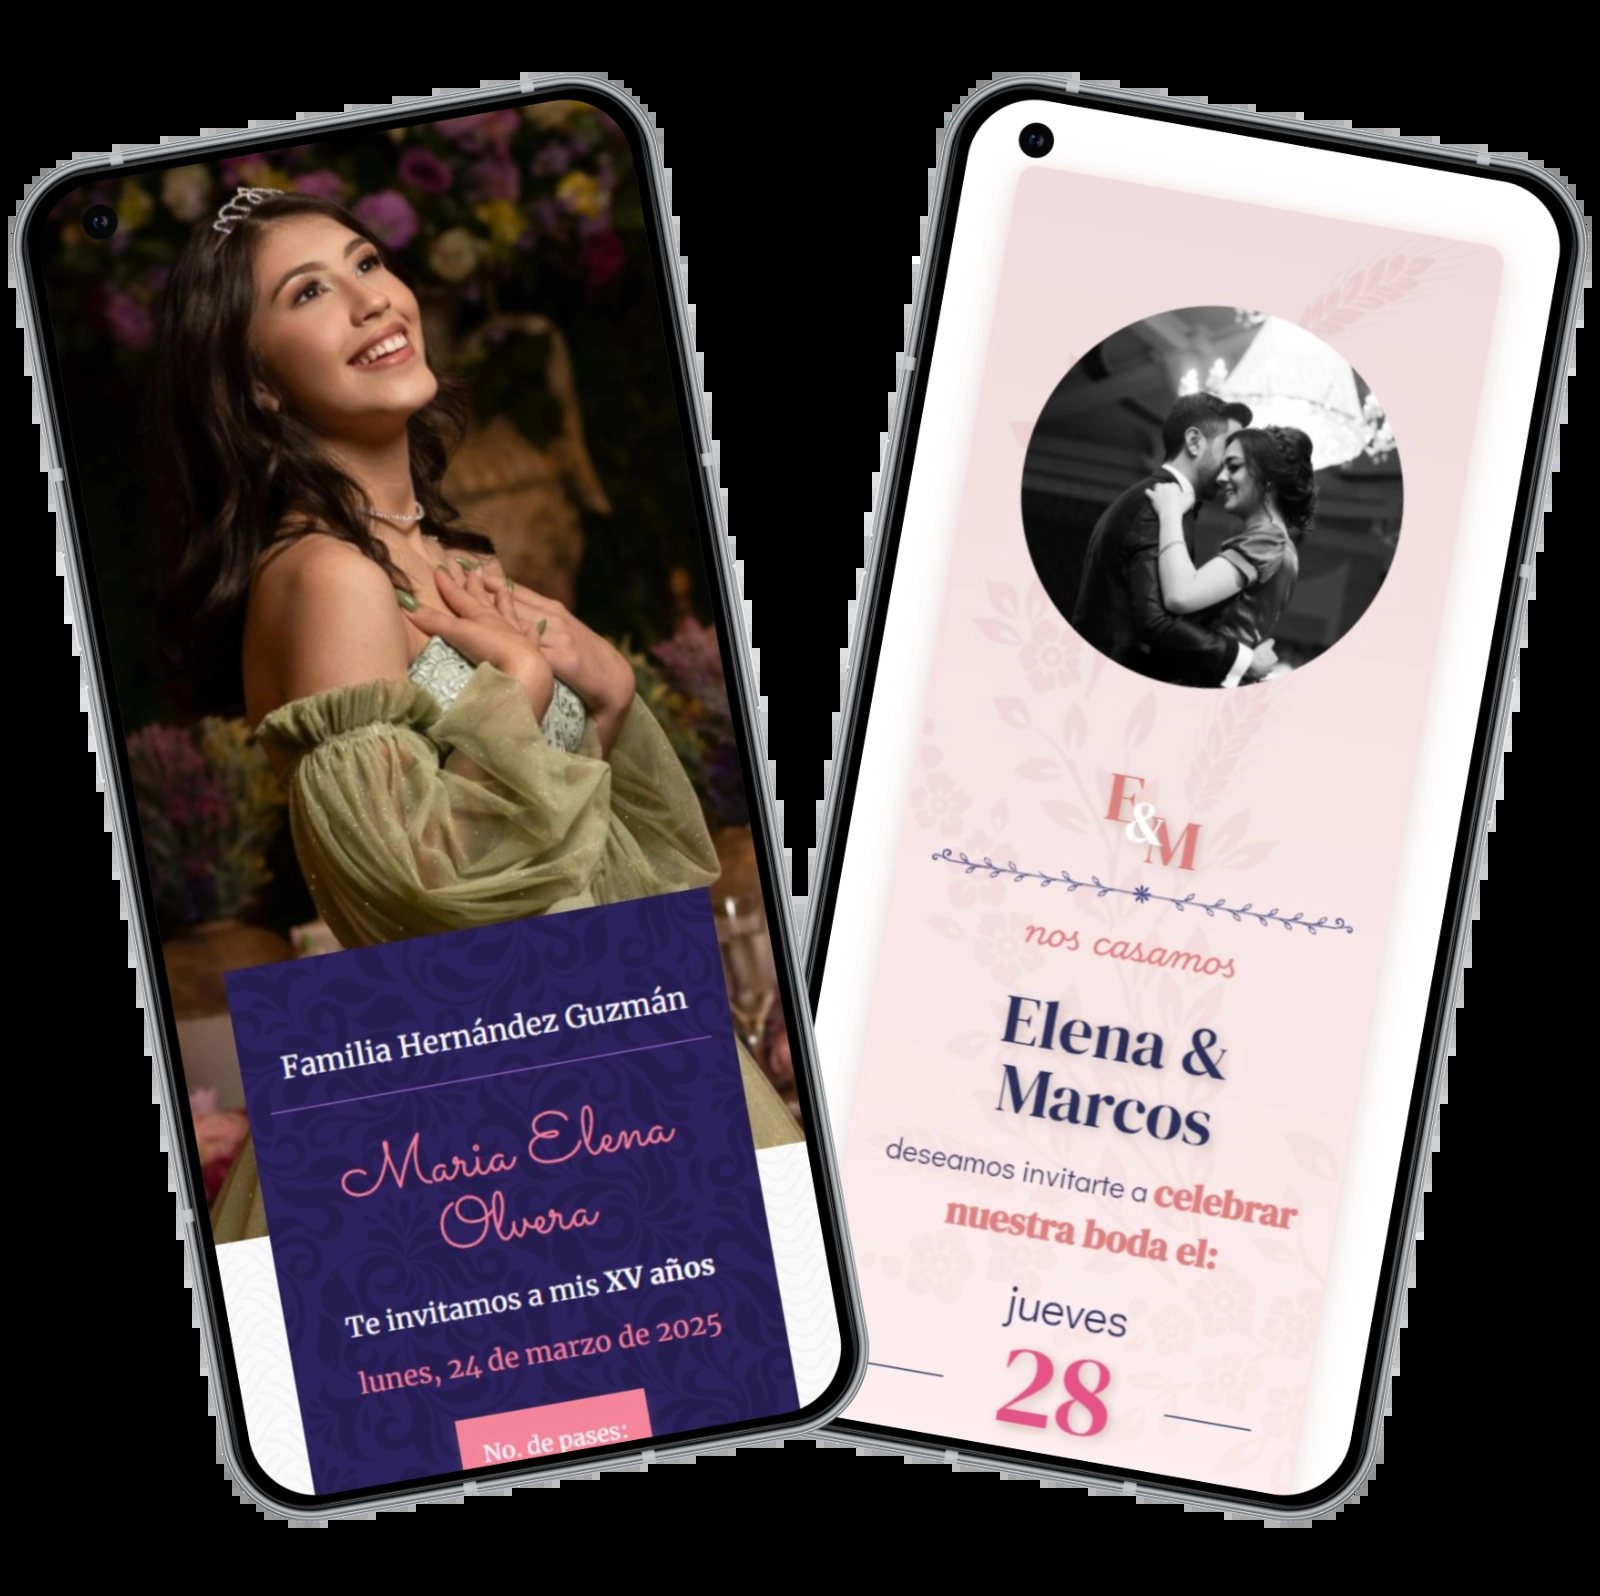 Familia Hernández Guzmán
Maria Elena
Olvera
Te invitamos a mis XV años
lunes, 24 de marzo de 2025
No. de pases:
E&M
nos casamos
Elena &
Marcos
deseamos invitarte a celebrar
nuestra boda el:
jueves
28